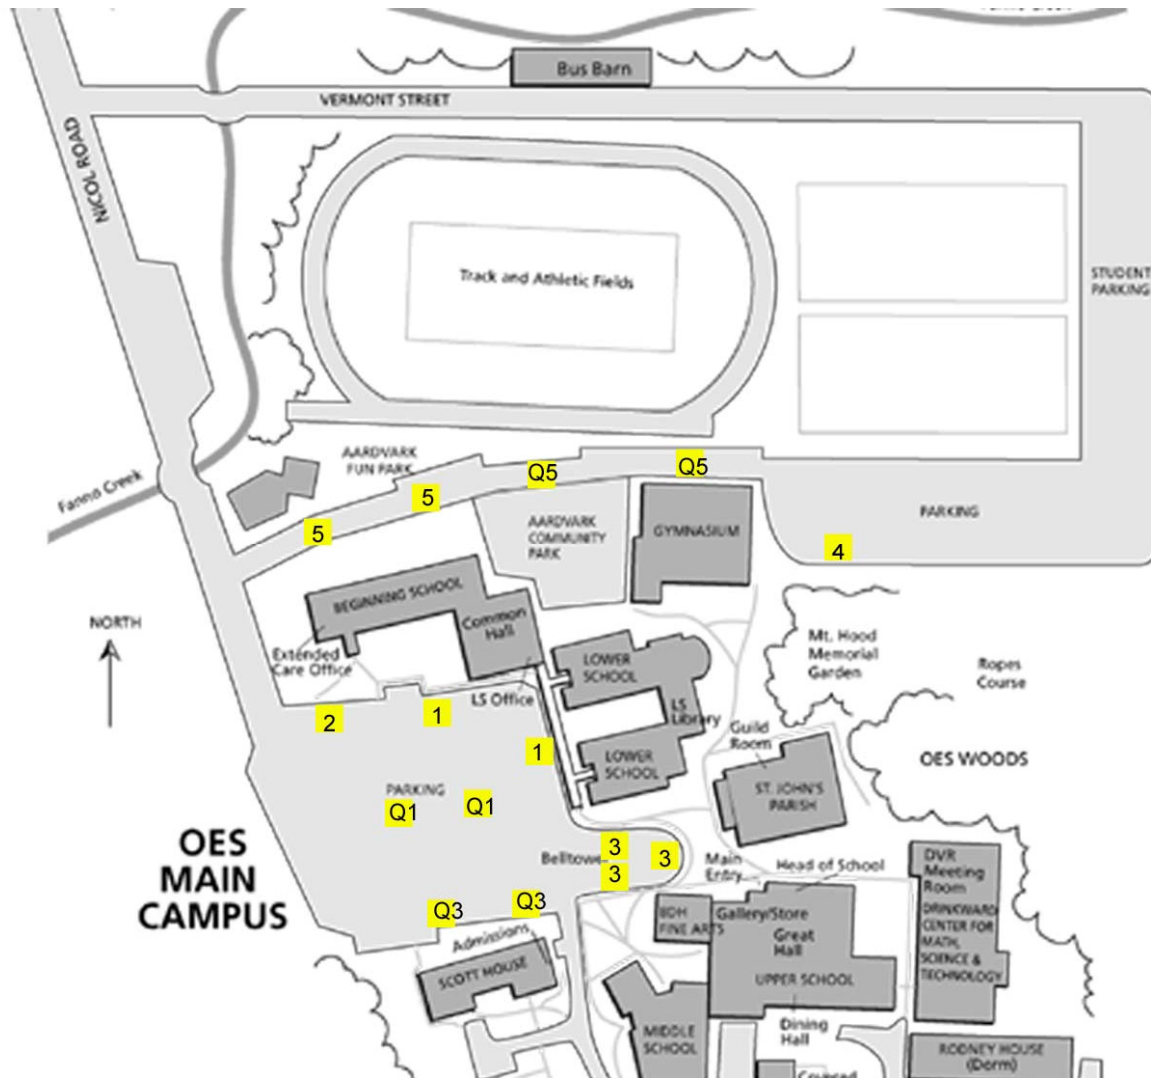 Bus Barn
VERMONT STREET
NICOL ROAD
Track and Athletic Fields
STUDENT
PARKING
AARDVARK
FUN PARK
Q5
Q5
5
5
Fanno Creek
AARDVARK
COMMUNITY
PARK
GYMNASIUM
PARKING
4
BEGINNING SCHOOL
Common
Hall
NORTH
Extended
Care Office
LS Office
LOWER
SCHOOL
LS
Library
Mt. Hood
Memorial
Garden
Ropes
Course
2
1
1
LOWER
SCHOOL
Guild
Room
OES WOODS
ST. JOHN'S
PARISH
PARKING
Q1
Q1
OES
MAIN
CAMPUS
Belltower
3
3
3
Main
Entry
Head of School
DVR
Meeting
Room
DRINKWARD
CENTER FOR
MATH,
SCIENCE &
TECHNOLOGY
Q3
Q3
Admissions
SCOTT HOUSE
BDH
FINE ARTS
Gallery/Store
Great
Hall
UPPER SCHOOL
MIDDLE
SCHOOL
Dining
Hall
RODNEY HOUSE
(Dorm)
Covered